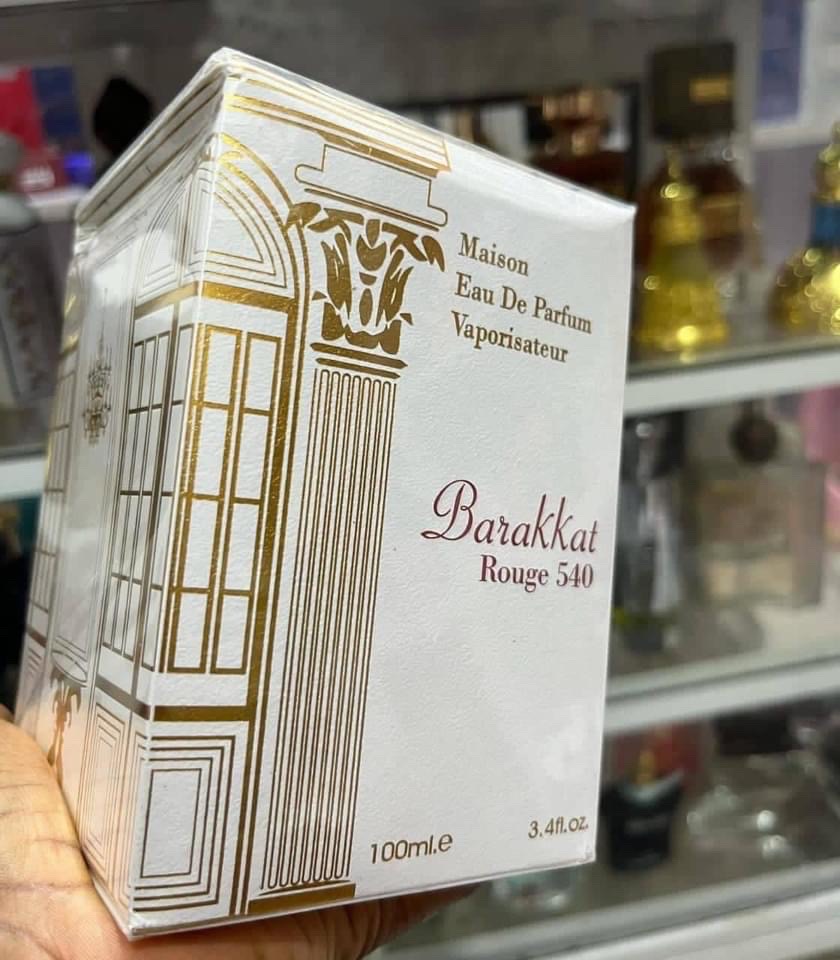 Maison
Eau De Parfum
Vaporisateur
Barakkat
Rouge 540
100ml.e
3.4fl.oz.